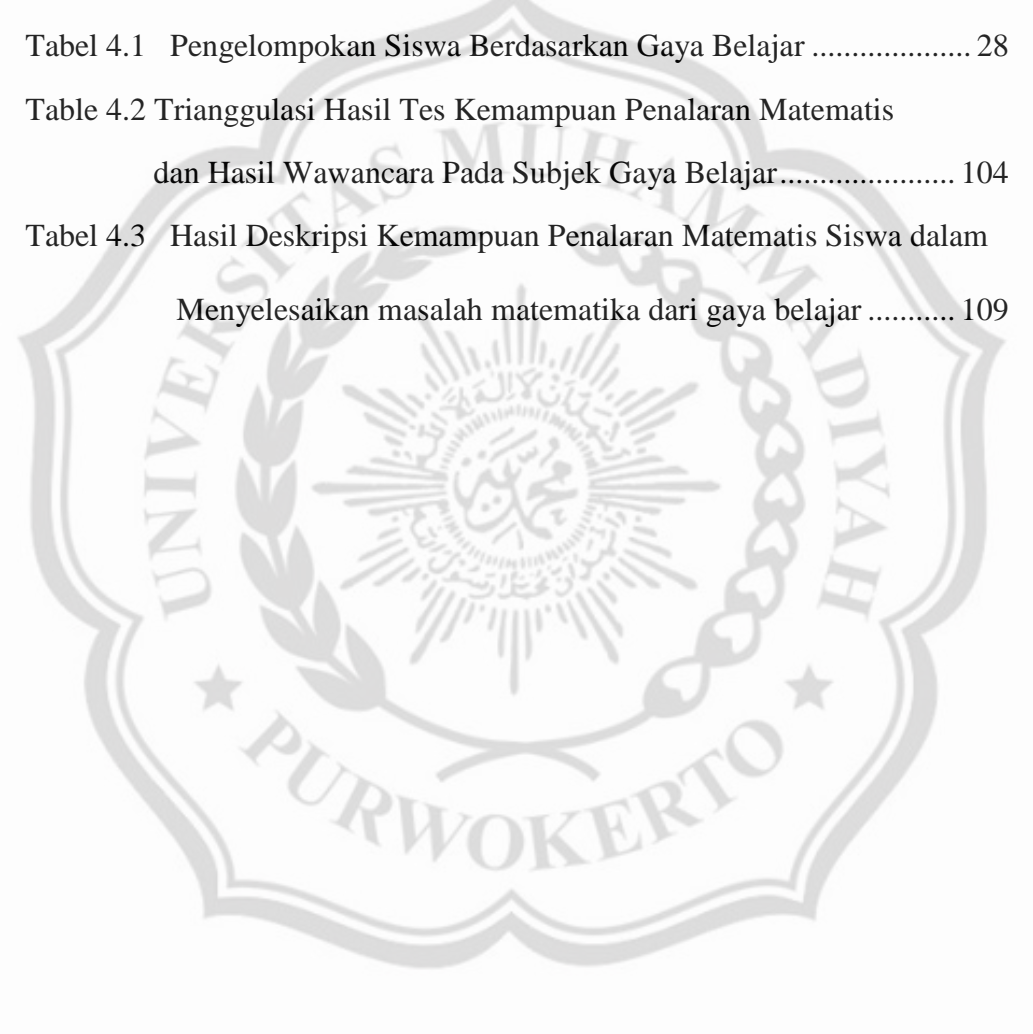 Tabel 4.1 Pengelompokan Siswa Berdasarkan Gaya Belajar ................... 28
Table 4.2 Trianggulasi Hasil Tes Kemampuan Penalaran Matematis
dan Hasil Wawancara Pada Subjek Gaya Belajar..................... 104
Tabel 4.3 Hasil Deskripsi Kemampuan Penalaran Matematis Siswa dalam
Menyelesaikan masalah matematika dari gaya belajar ........... 109
UNIVERSITAS MUHAMMADIYAH
PURWOKERTO